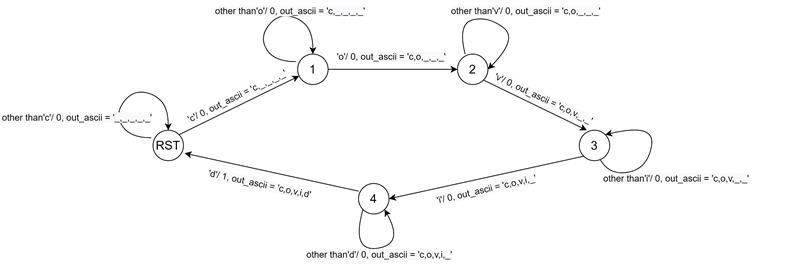 other than'o'/ 0, out_ascii = 'c,_,_,_,_'
other than'v'/ 0, out_ascii = 'c,o,_,_,_'
1
'o'/ 0, out_ascii = 'c,o,_,_,_'
2
'c'/ 0, out_ascii = 'c,_,_,_,_'
'v'/ 0, out_ascii = 'c,o,v,_,_'
other than'c'/ 0, out_ascii = '_,_,_,_,_'
RST
3
other than'i'/ 0, out_ascii = 'c,o,v,_,_'
'd'/ 1, out_ascii = 'c,o,v,i,d'
'i'/ 0, out_ascii = 'c,o,v,i,_'
4
other than'd'/ 0, out_ascii = 'c,o,v,i,_'